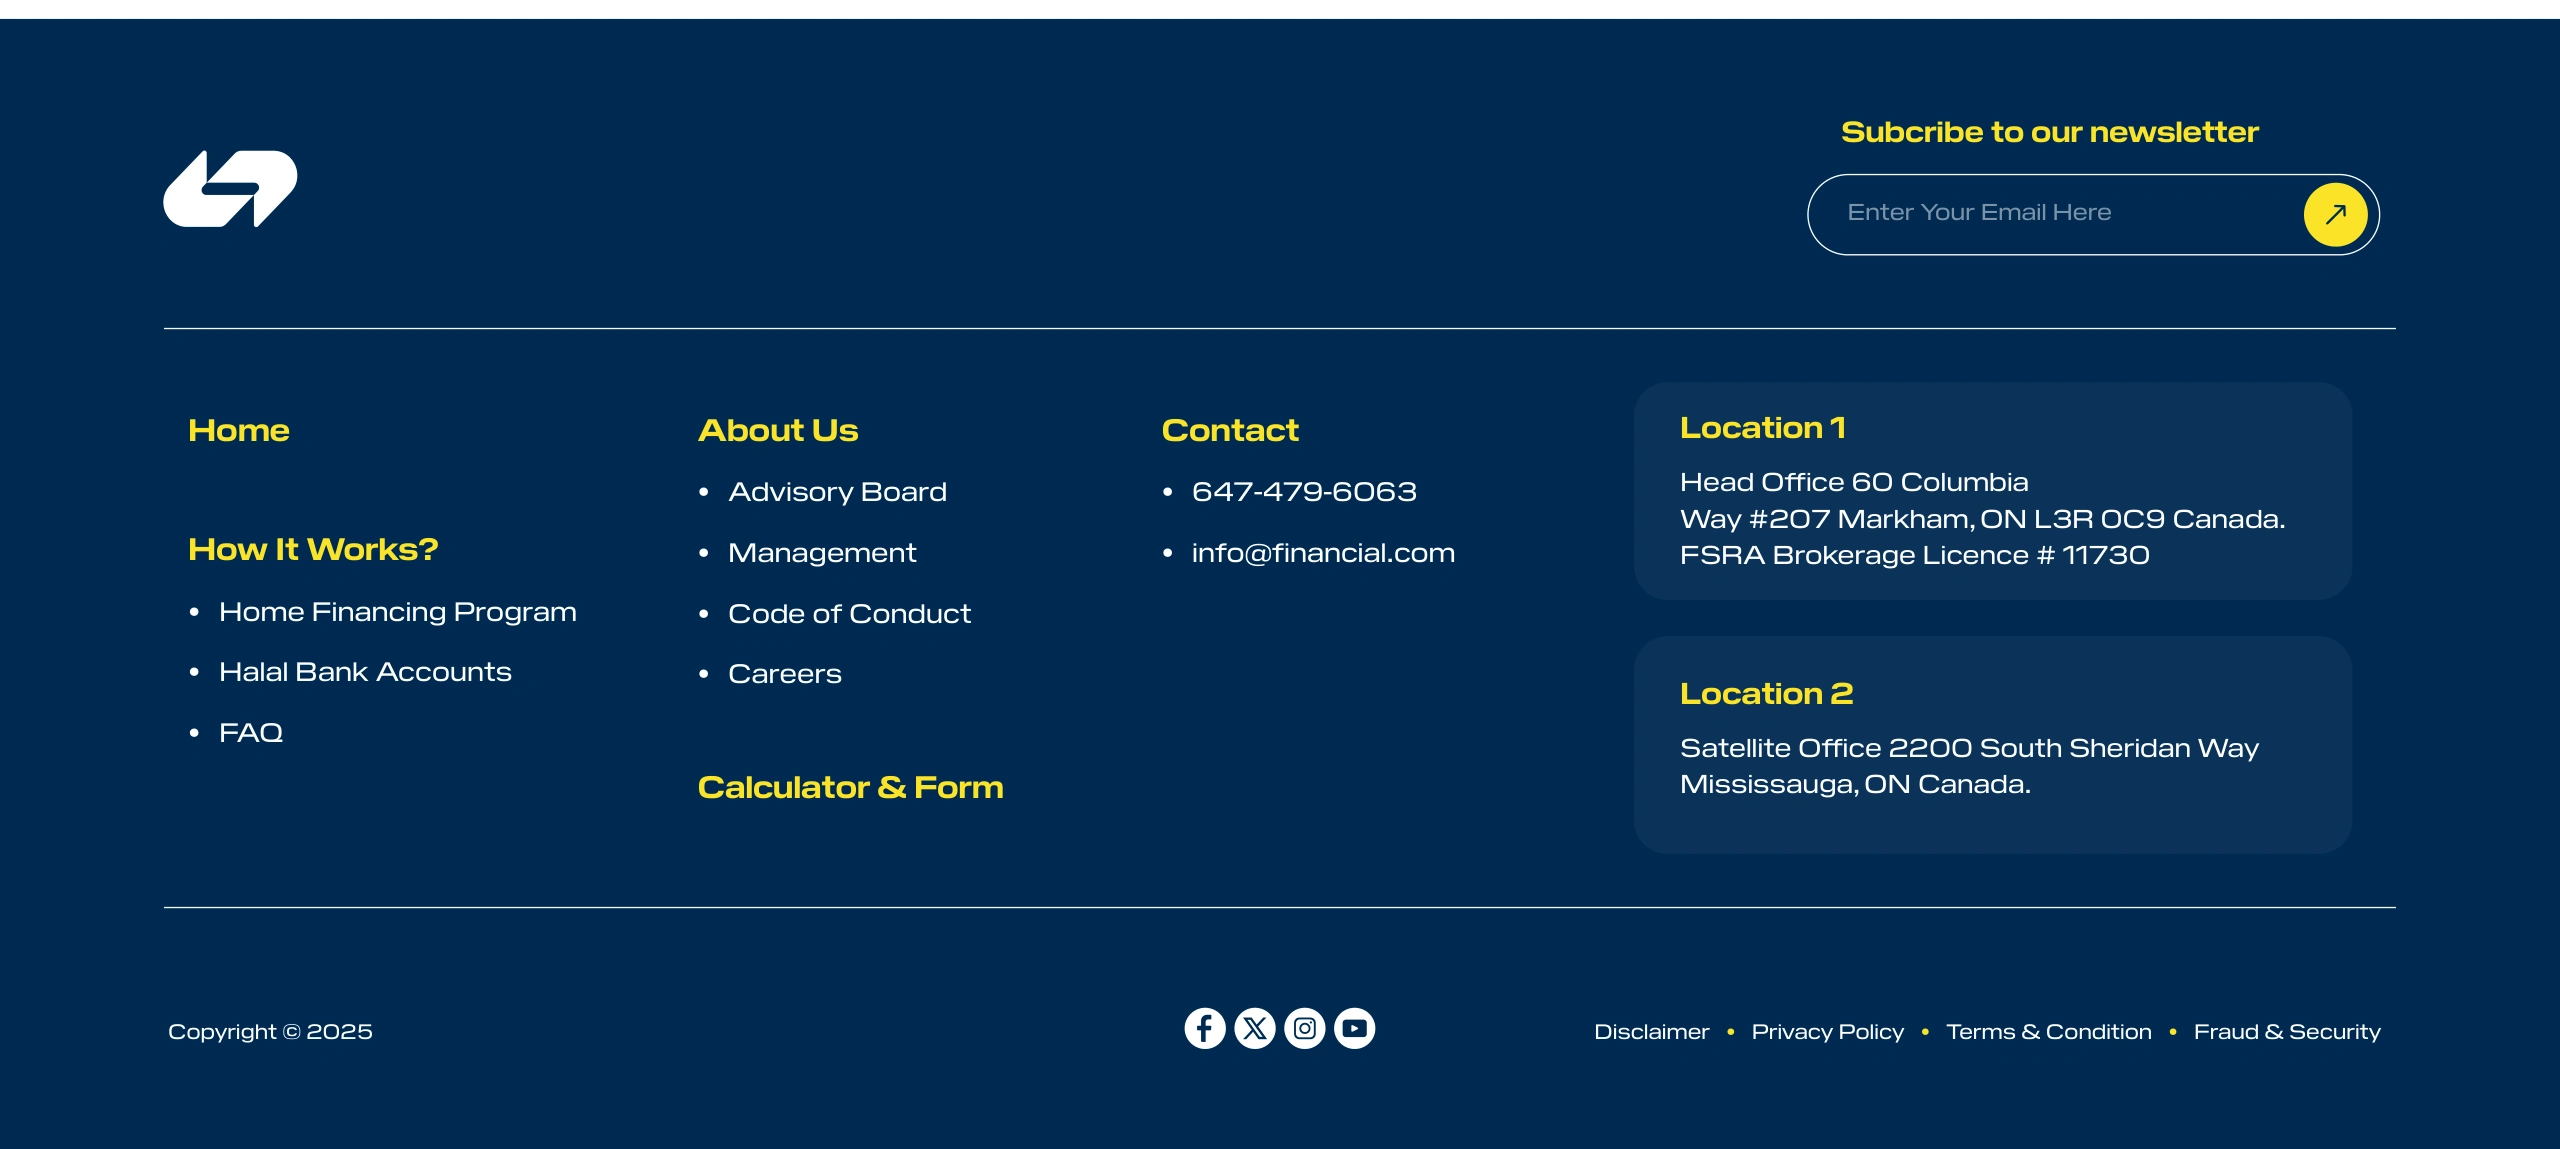 Subcribe to our newsletter
Enter Your Email Here
Home
How It Works?
• Home Financing Program
• Halal Bank Accounts
• FAQ
About Us
• Advisory Board
• Management
• Code of Conduct
• Careers
Calculator & Form
Contact
• 647-479-6063
• info@financial.com
Location 1
Head Office 60 Columbia
Way #207 Markham, ON L3R 0C9 Canada.
FSRA Brokerage Licence # 11730
Location 2
Satellite Office 2200 South Sheridan Way
Mississauga, ON Canada.
Copyright © 2025
Disclaimer • Privacy Policy • Terms & Condition • Fraud & Security